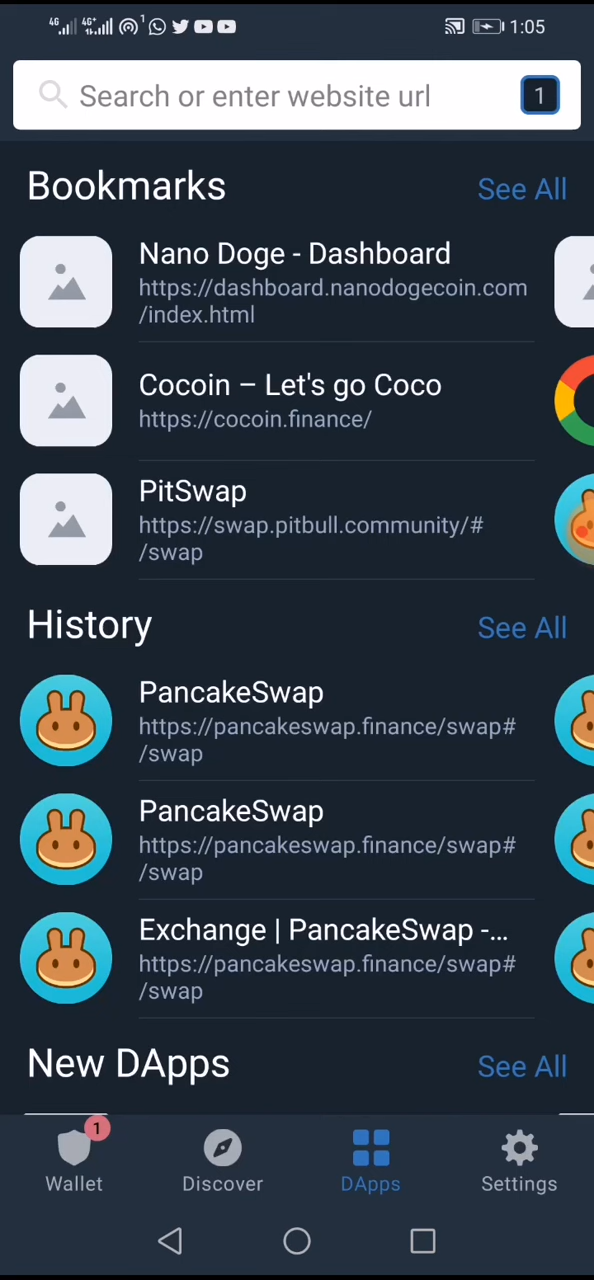 4G 4G+ 1 1:05
Search or enter website url 1
Bookmarks See All
Nano Doge - Dashboard
https://dashboard.nanodogecoin.com
/index.html
Cocoin – Let's go Coco
https://cocoin.finance/
PitSwap
https://swap.pitbull.community/#
/swap
History See All
PancakeSwap
https://pancakeswap.finance/swap#
/swap
PancakeSwap
https://pancakeswap.finance/swap#
/swap
Exchange | PancakeSwap -...
https://pancakeswap.finance/swap#
/swap
New DApps See All
1
Wallet Discover DApps Settings